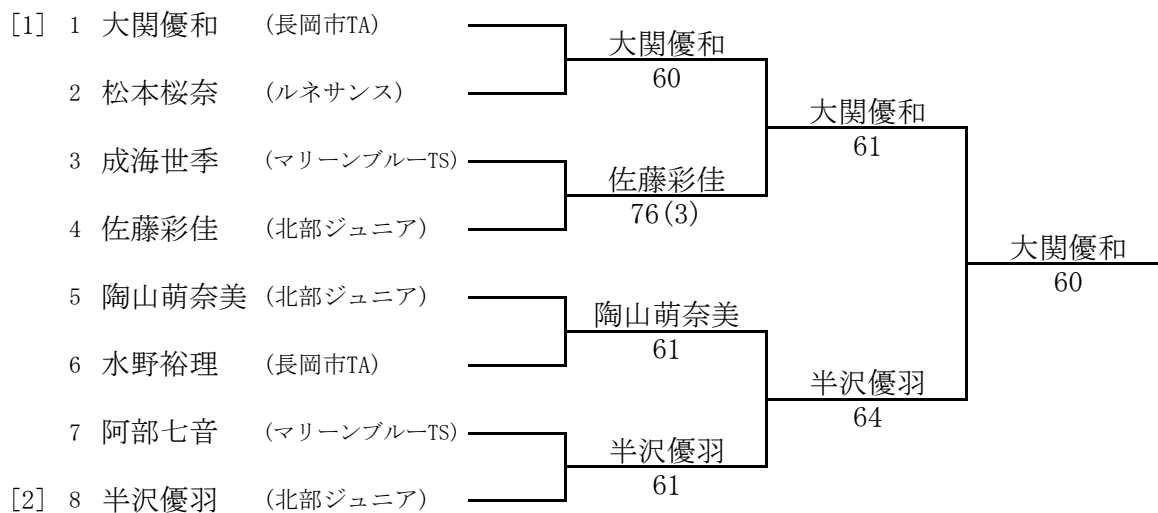 [1] 1 大関優和 (長岡市TA)
大関優和
60
2 松本桜奈 (ルネサンス)
大関優和
61
3 成海世季 (マリーンブルーTS)
佐藤彩佳
76(3)
4 佐藤彩佳 (北部ジュニア)
大関優和
60
5 陶山萌奈美 (北部ジュニア)
陶山萌奈美
61
6 水野裕理 (長岡市TA)
半沢優羽
64
7 阿部七音 (マリーンブルーTS)
半沢優羽
61
[2] 8 半沢優羽 (北部ジュニア)